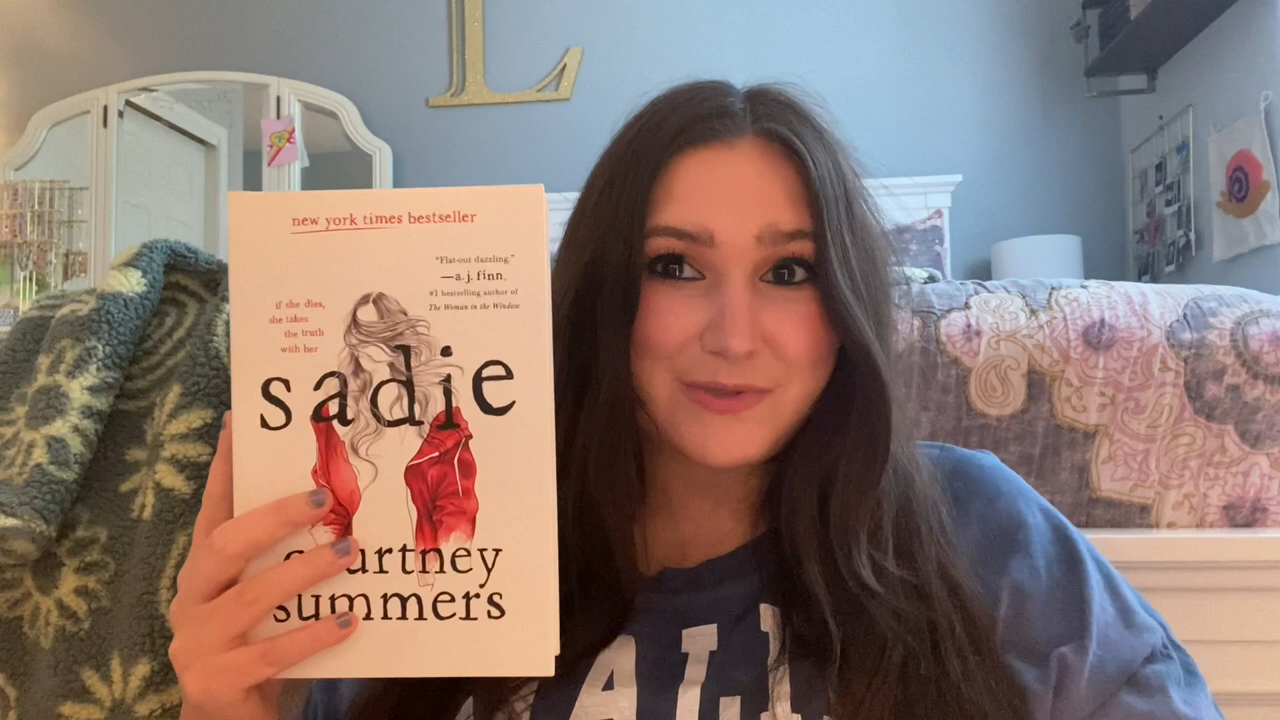 L
new york times bestseller
"Flat-out dazzling."
—a. j. finn,
#1 bestselling author of
The Woman in the Window
if she dies,
she takes
the truth
with her
sadie
courtney
summers